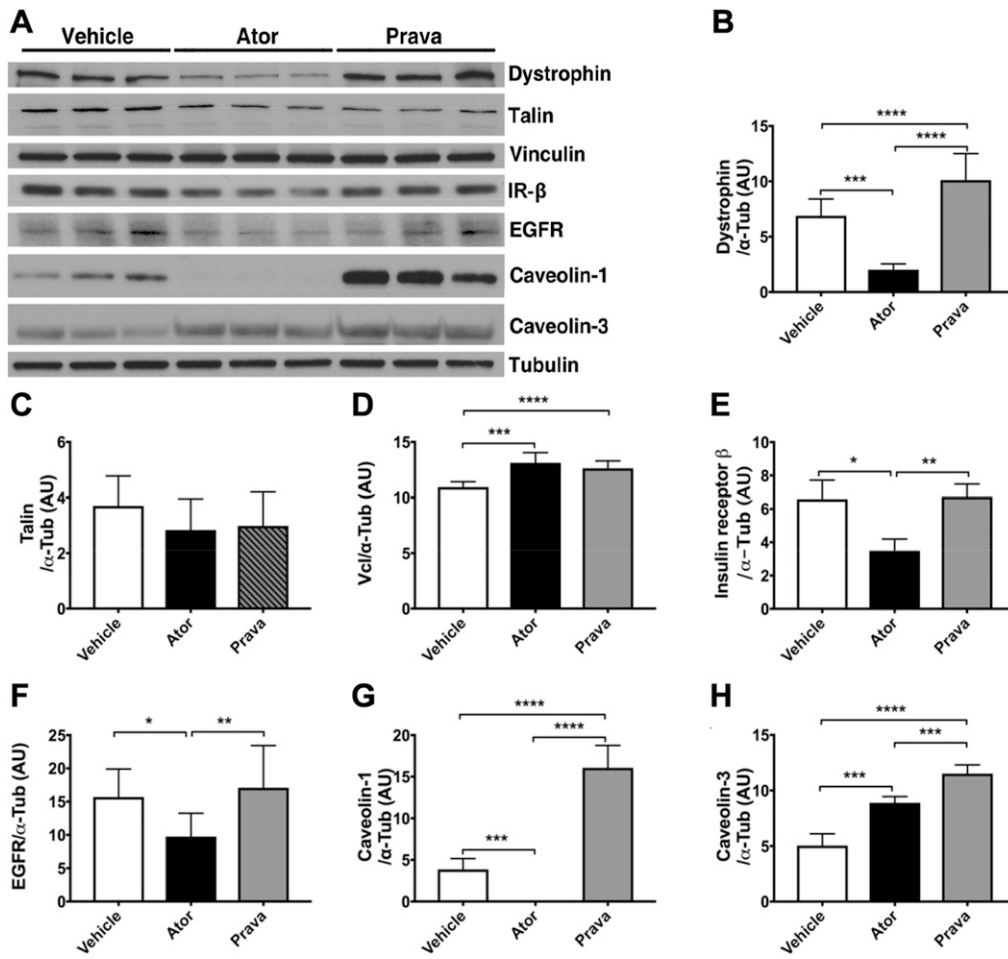 A
Vehicle Ator Prava
Dystrophin
Talin
Vinculin
IR-β
EGFR
Caveolin-1
Caveolin-3
Tubulin
B
Dystrophin
/α-Tub (AU)
15
10
5
0
****
****
***
Vehicle
Ator
Prava
C
Talin
/α-Tub (AU)
6
4
2
0
Vehicle
Ator
Prava
D
Vcl/α-Tub (AU)
15
10
5
0
****
***
Vehicle
Ator
Prava
E
Insulin receptor β
/α-Tub (AU)
8
6
4
2
0
* **
Vehicle
Ator
Prava
F
EGFR/α-Tub (AU)
25
20
15
10
5
0
* **
Vehicle
Ator
Prava
G
Caveolin-1
/α-Tub (AU)
20
15
10
5
0
****
****
***
Vehicle
Ator
Prava
H
Caveolin-3
/α-Tub (AU)
15
10
5
0
****
***
***
Vehicle
Ator
Prava